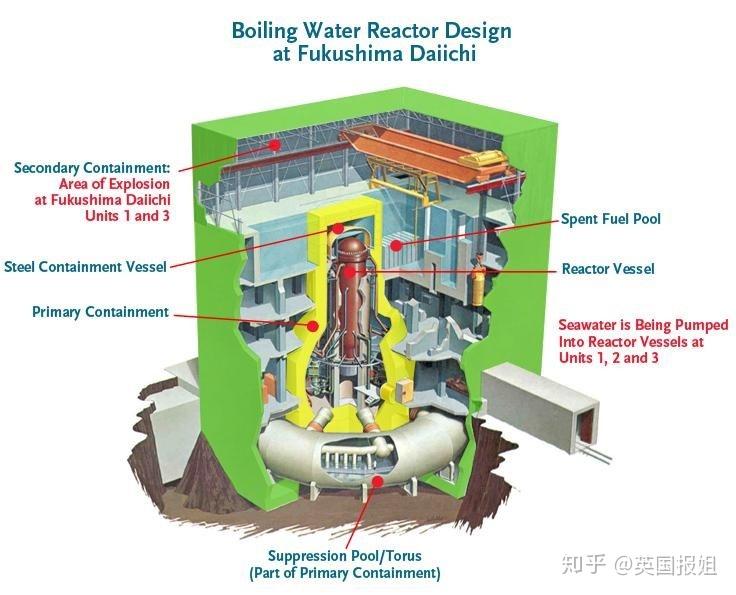 Boiling Water Reactor Design
at Fukushima Daiichi
Secondary Containment:
Area of Explosion
at Fukushima Daiichi
Units 1 and 3
Steel Containment Vessel
Primary Containment
Spent Fuel Pool
Reactor Vessel
Seawater is Being Pumped
Into Reactor Vessels at
Units 1, 2 and 3
Suppression Pool/Torus
(Part of Primary Containment)
知乎 @英国报姐